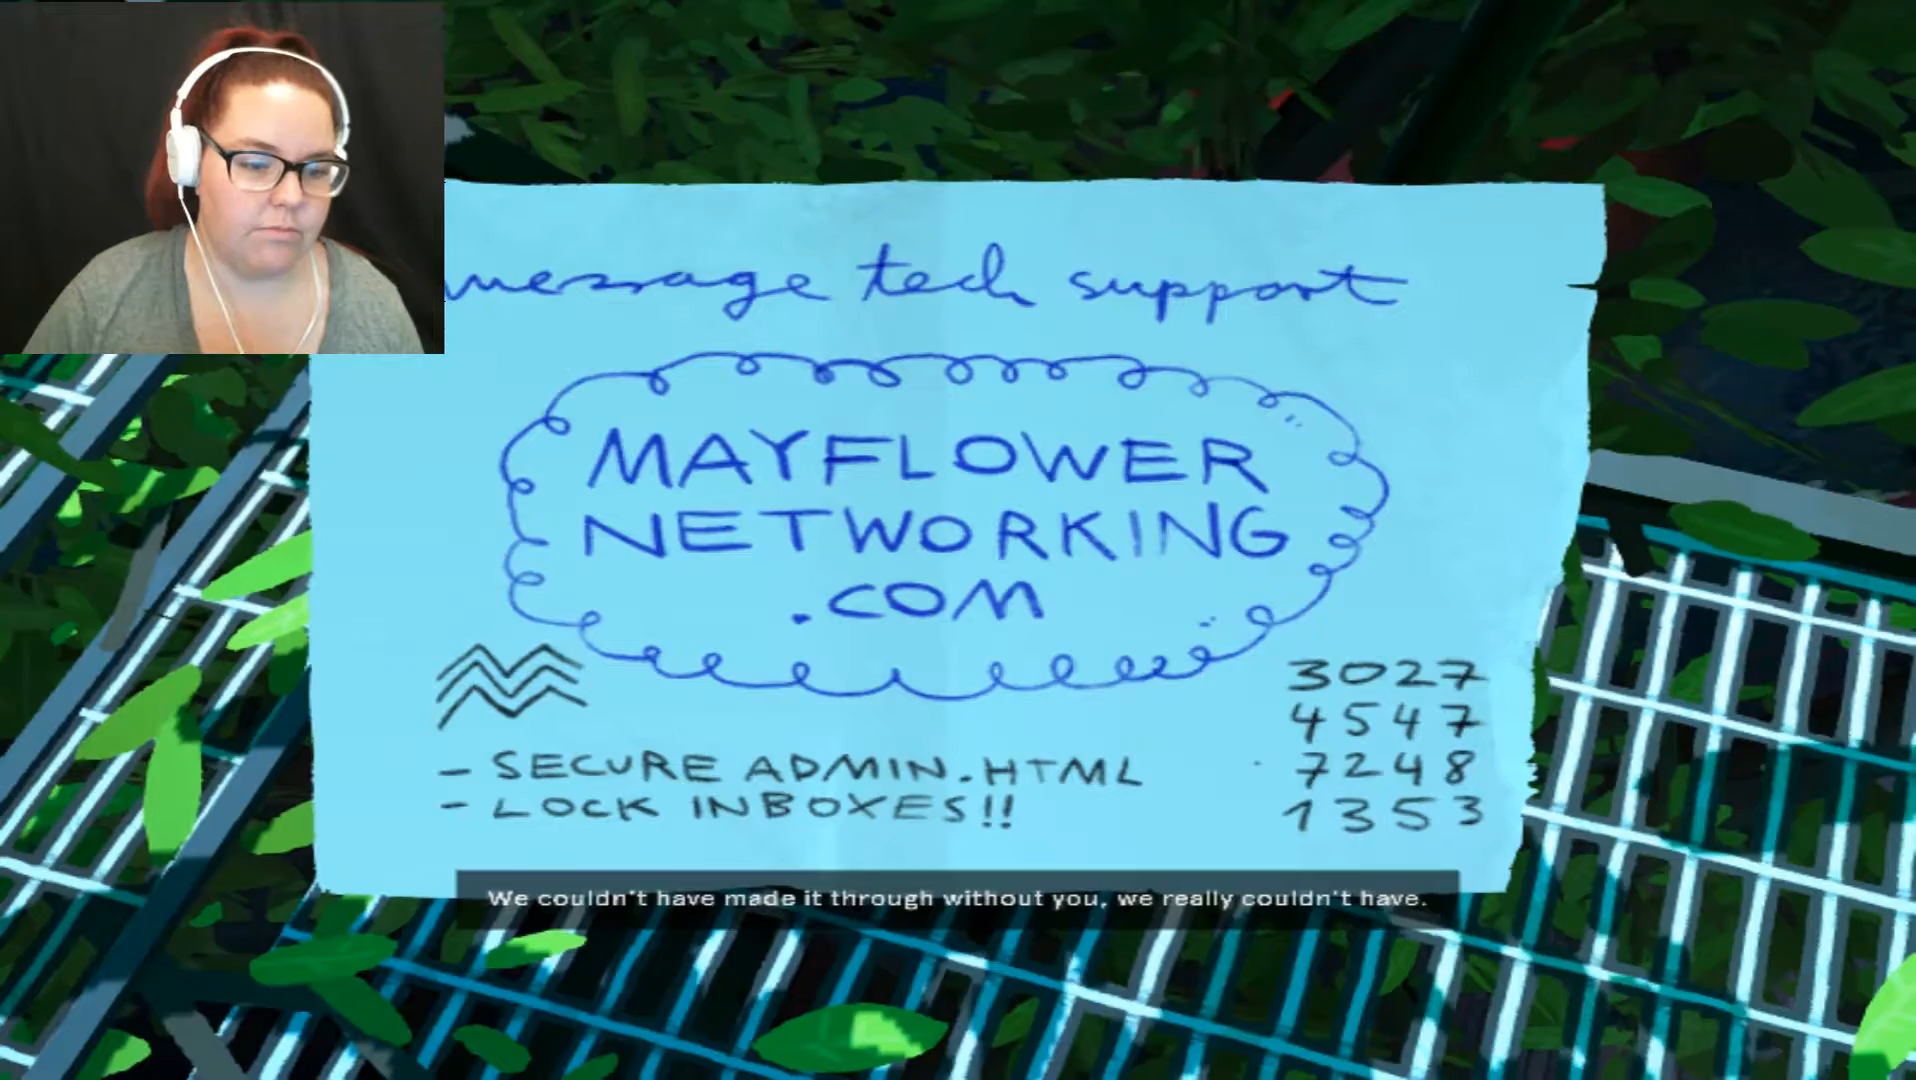 message tech support
MAYFLOWER
NETWORKING
.COM
3027
4547
- SECURE ADMIN.HTML 7248
- LOCK INBOXES!! 1353
We couldn't have made it through without you, we really couldn't have.